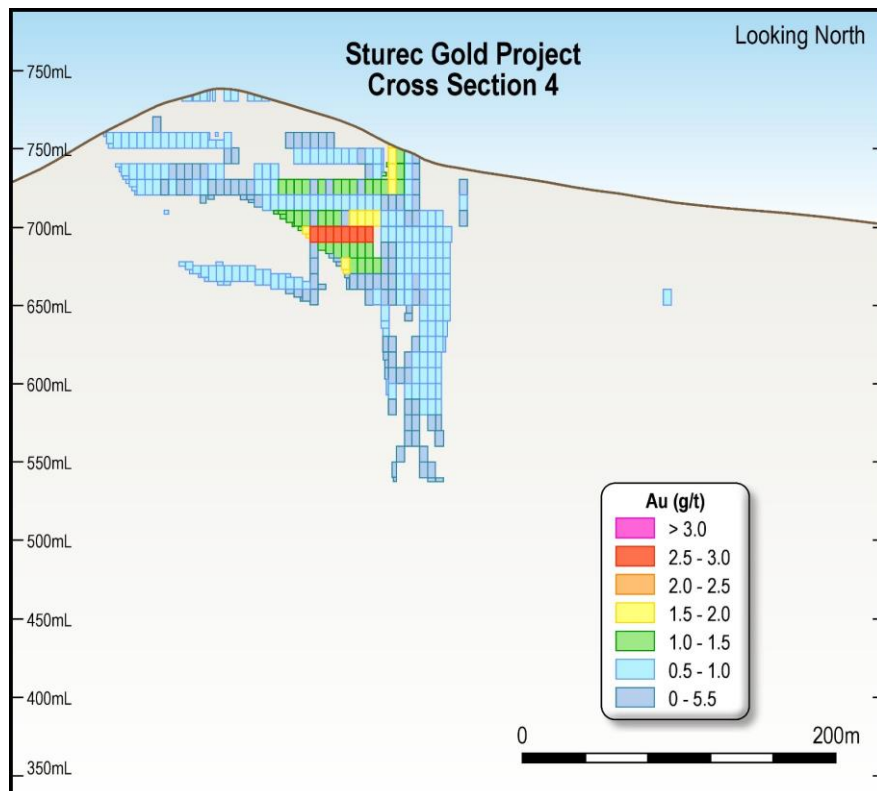 Looking North
Sturec Gold Project
Cross Section 4
750mL
750mL
700mL
650mL
600mL
550mL
500mL
450mL
400mL
350mL
Au (g/t)
> 3.0
2.5 - 3.0
2.0 - 2.5
1.5 - 2.0
1.0 - 1.5
0.5 - 1.0
0 - 5.5
0 200m